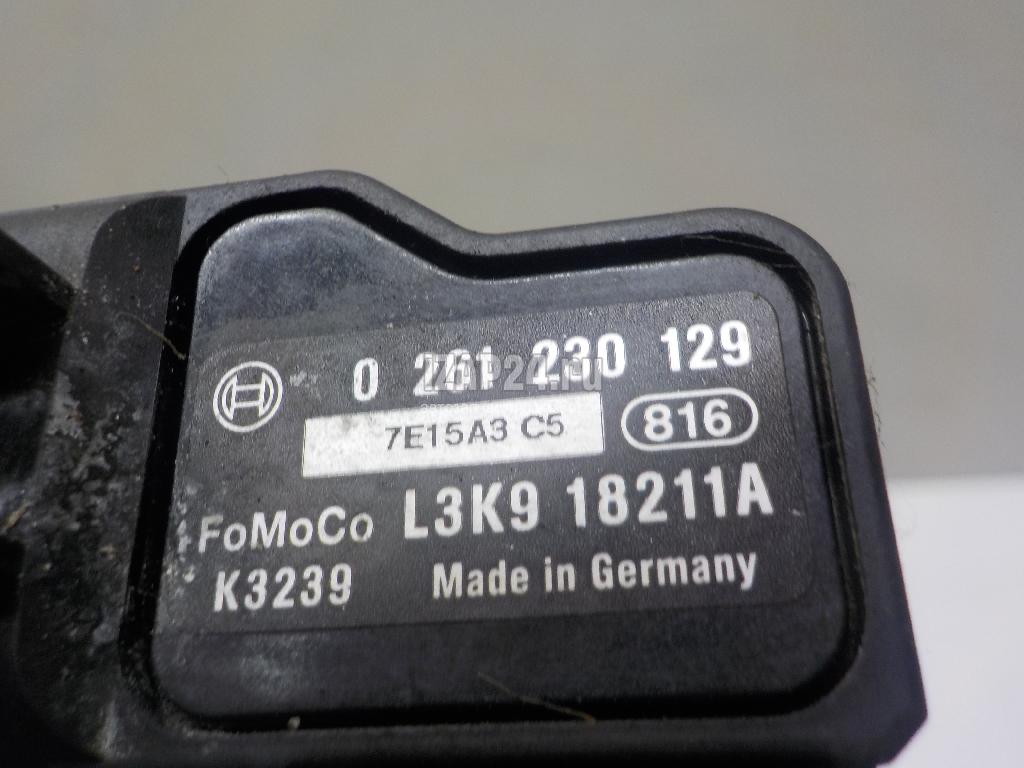 0 261 230 129
7E15A3 C5
816
FoMoCo L3K9 18211A
K3239 Made in Germany